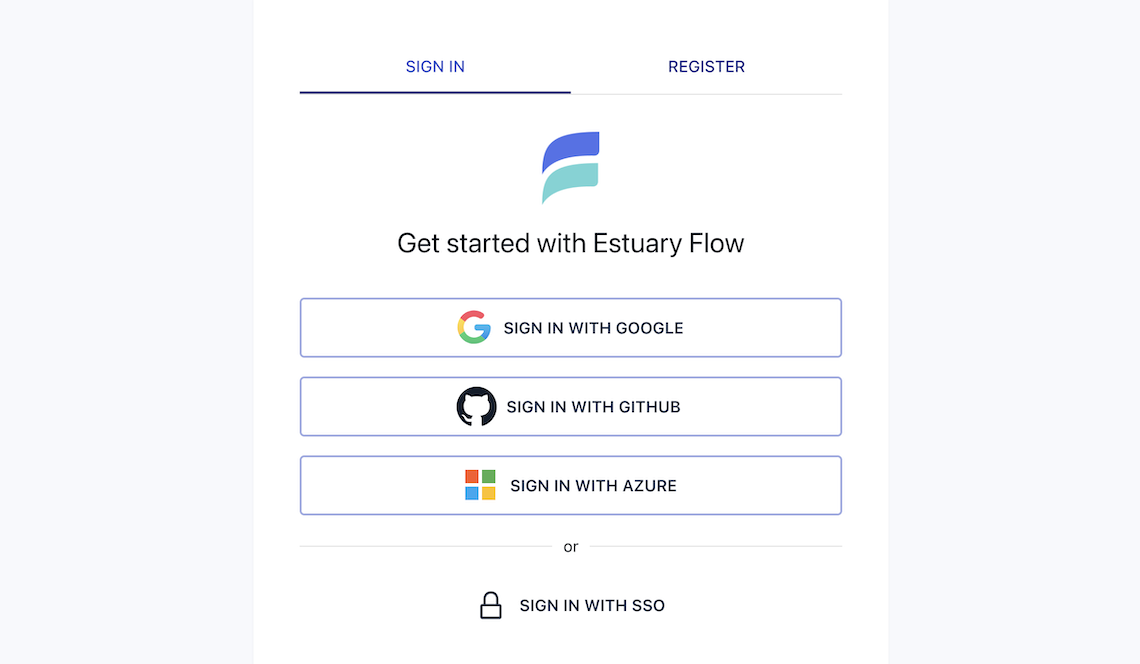 SIGN IN
REGISTER
Get started with Estuary Flow
SIGN IN WITH GOOGLE
SIGN IN WITH GITHUB
SIGN IN WITH AZURE
or
SIGN IN WITH SSO